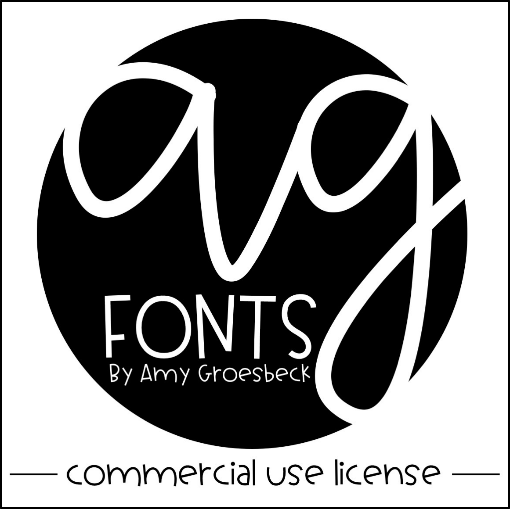 ag
FONTS
By Amy Groesbeck
commercial use license